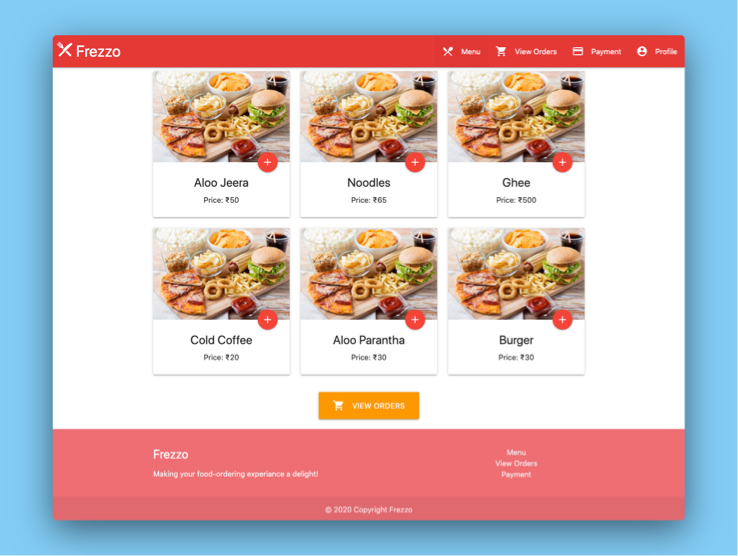 Frezzo
Menu
View Orders
Payment
Profile
Aloo Jeera
Price: ₹50
Noodles
Price: ₹65
Ghee
Price: ₹500
Cold Coffee
Price: ₹20
Aloo Parantha
Price: ₹30
Burger
Price: ₹30
VIEW ORDERS
Frezzo
Making your food-ordering experiance a delight!
Menu
View Orders
Payment
© 2020 Copyright Frezzo